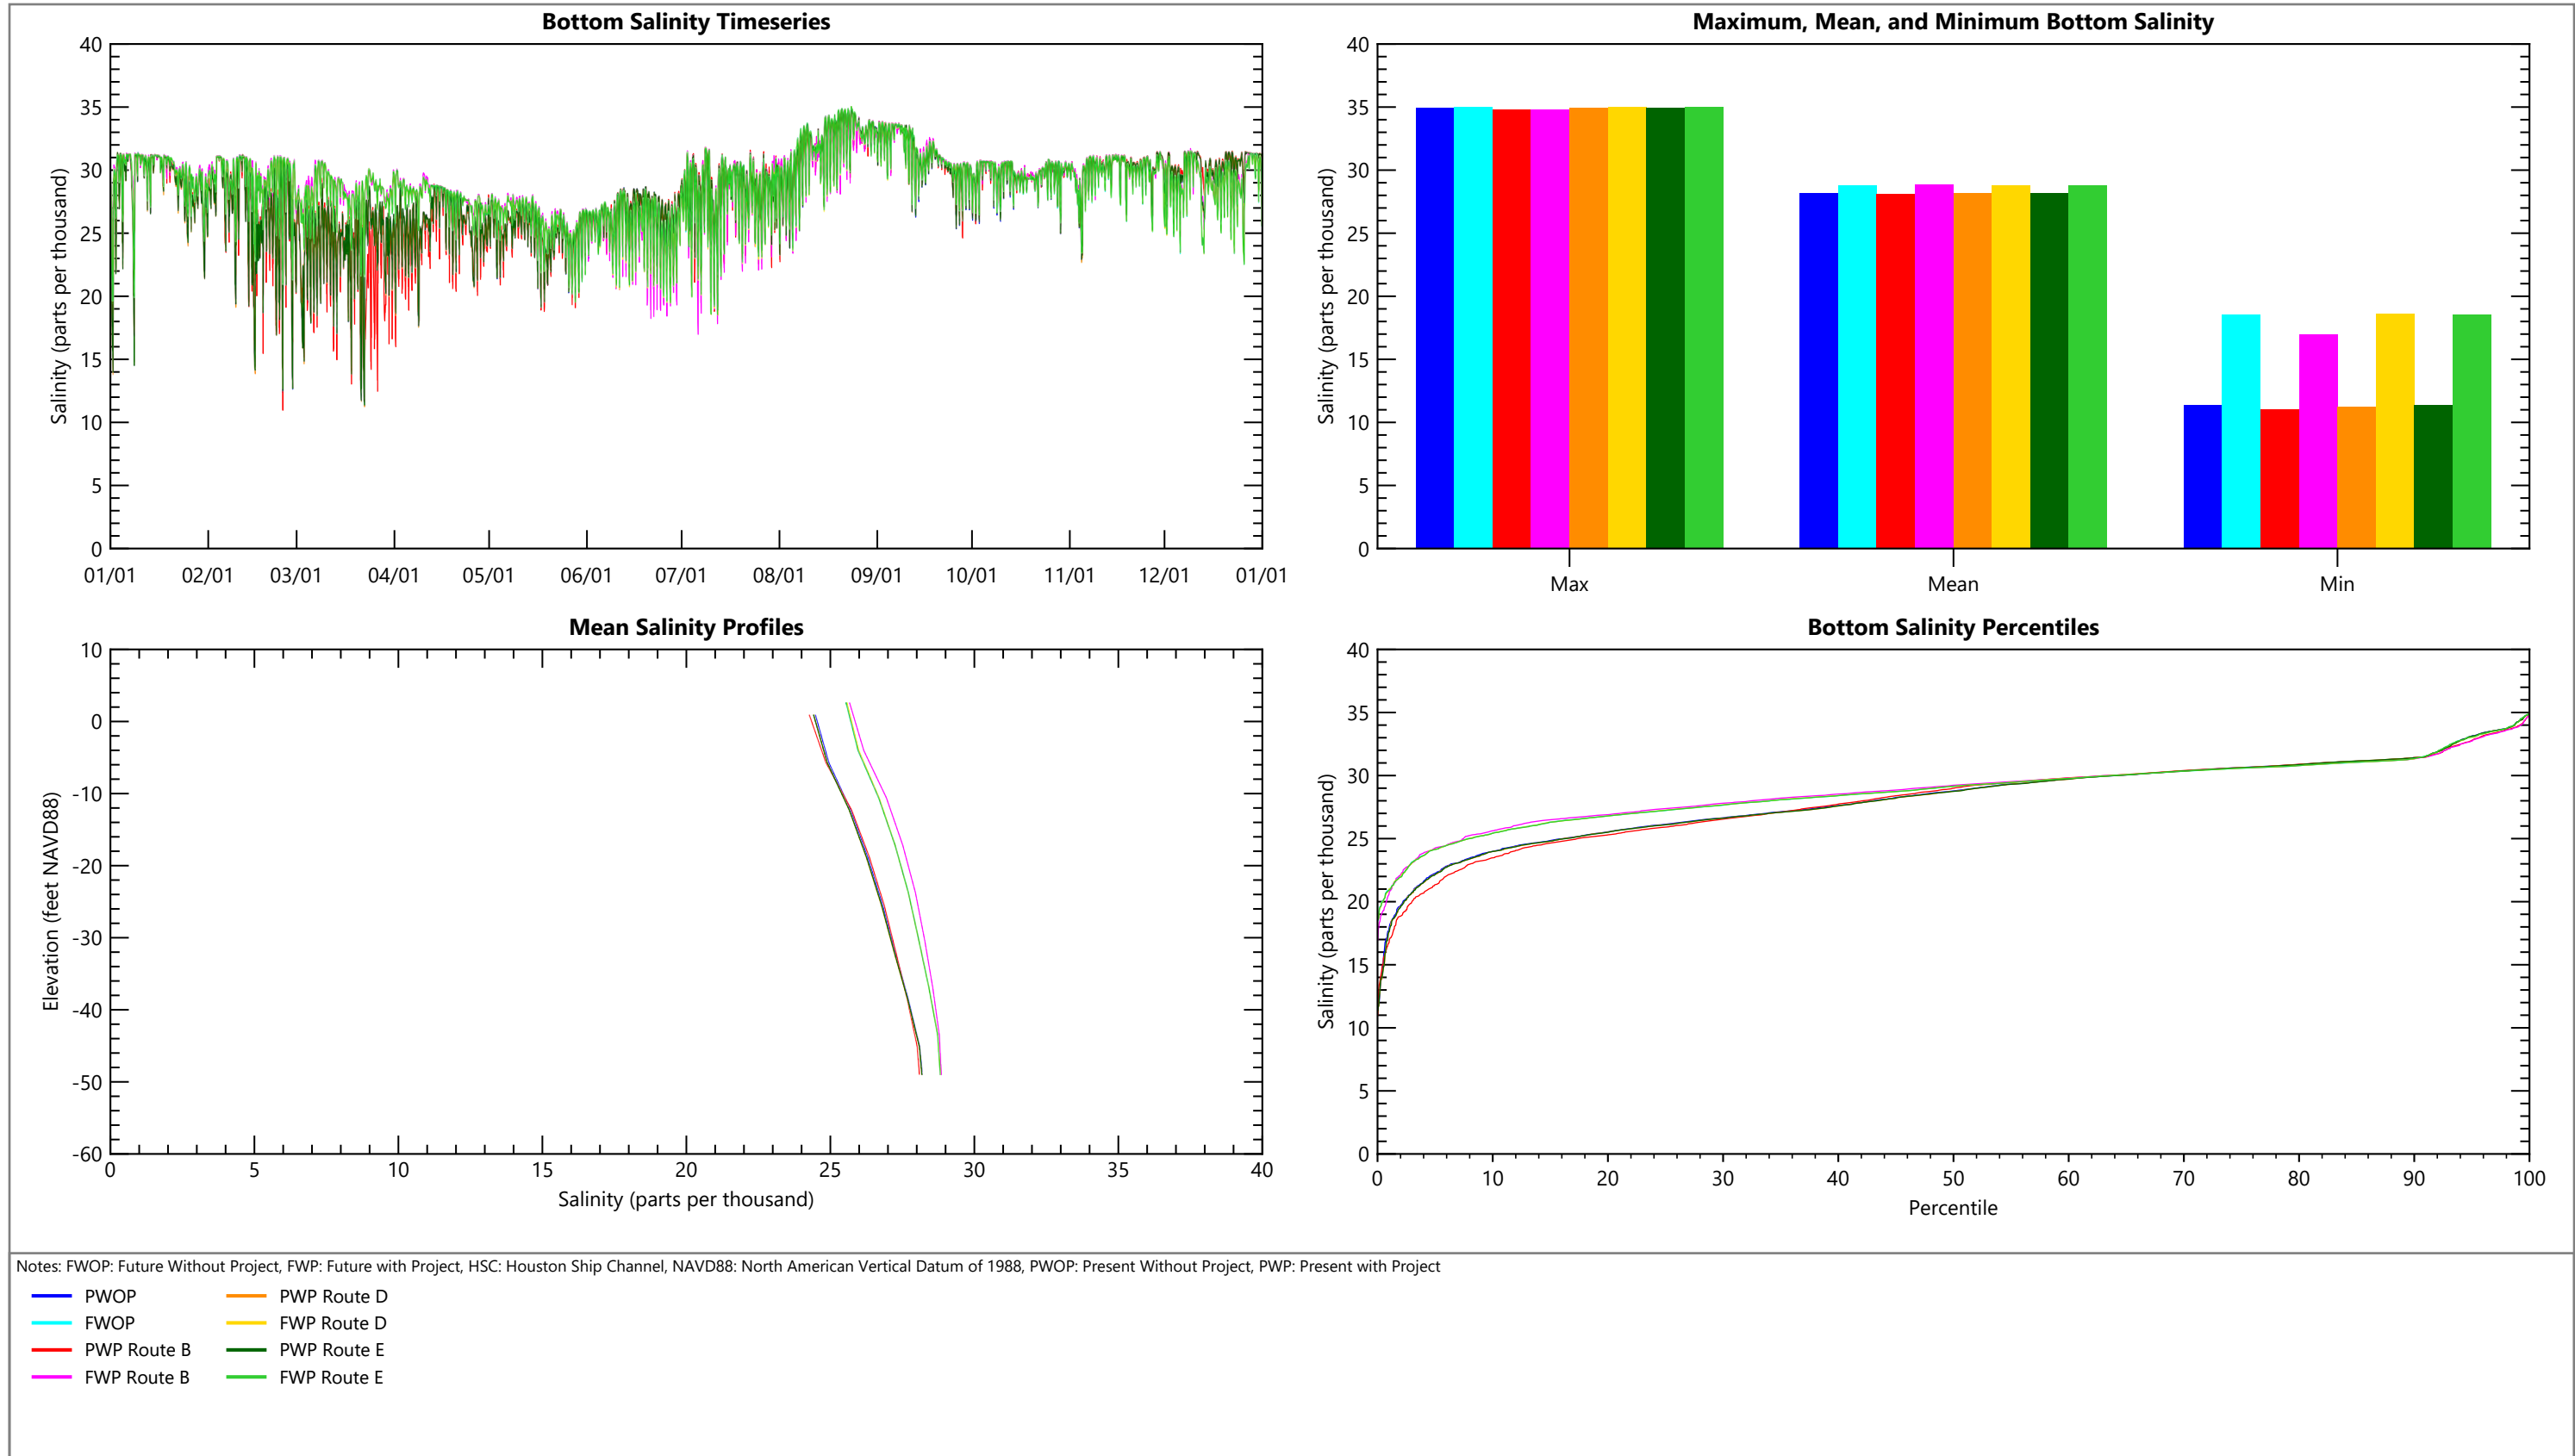 Bottom Salinity Timeseries
Salinity (parts per thousand)
40
35
30
25
20
15
10
5
0
01/01 02/01 03/01 04/01 05/01 06/01 07/01 08/01 09/01 10/01 11/01 12/01 01/01
Maximum, Mean, and Minimum Bottom Salinity
Salinity (parts per thousand)
40
35
30
25
20
15
10
5
0
Max Mean Min
Mean Salinity Profiles
Elevation (feet NAVD88)
10
0
-10
-20
-30
-40
-50
-60
0 5 10 15 20 25 30 35 40
Salinity (parts per thousand)
Bottom Salinity Percentiles
Salinity (parts per thousand)
40
35
30
25
20
15
10
5
0
0 10 20 30 40 50 60 70 80 90 100
Percentile
Notes: FWOP: Future Without Project, FWP: Future with Project, HSC: Houston Ship Channel, NAVD88: North American Vertical Datum of 1988, PWOP: Present Without Project, PWP: Present with Project
PWOP
FWOP
PWP Route B
FWP Route B
PWP Route D
FWP Route D
PWP Route E
FWP Route E